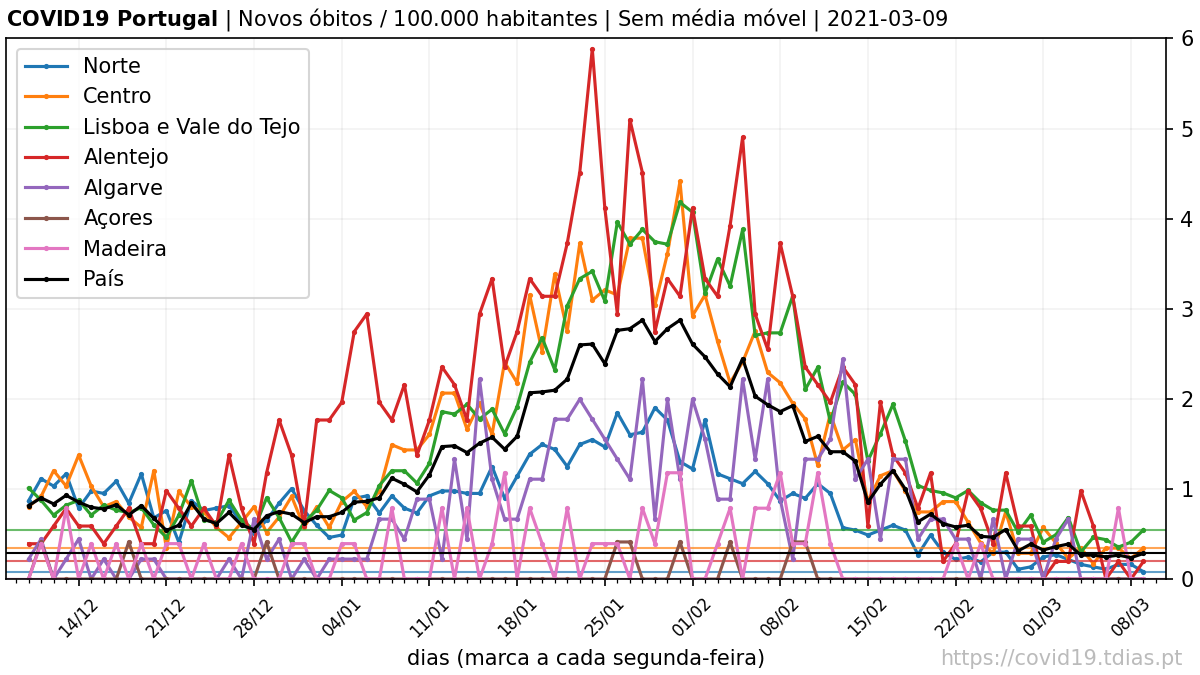 COVID19 Portugal | Novos óbitos / 100.000 habitantes | Sem média móvel | 2021-03-09
Norte
Centro
Lisboa e Vale do Tejo
Alentejo
Algarve
Açores
Madeira
País
6
5
4
3
2
1
0
14/12
21/12
28/12
04/01
11/01
18/01
25/01
01/02
08/02
15/02
22/02
01/03
08/03
dias (marca a cada segunda-feira)
https://covid19.tdias.pt